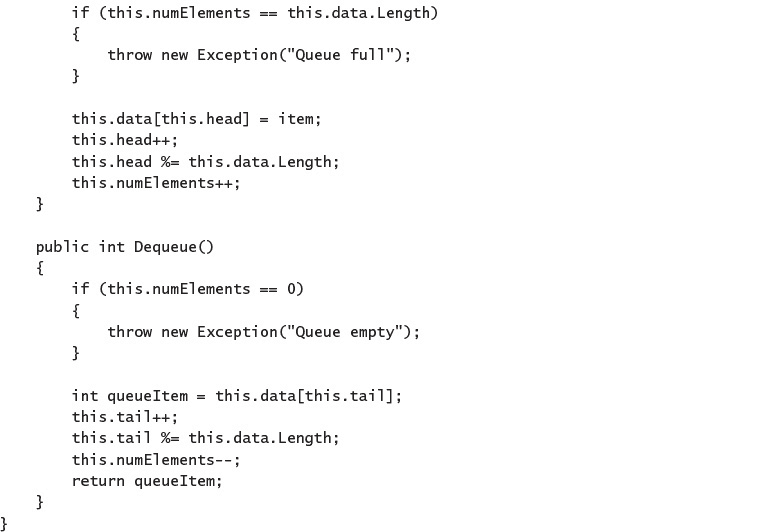 if (this.numElements == this.data.Length)
        {
            throw new Exception("Queue full");
        }

        this.data[this.head] = item;
        this.head++;
        this.head %= this.data.Length;
        this.numElements++;
    }

    public int Dequeue()
    {
        if (this.numElements == 0)
        {
            throw new Exception("Queue empty");
        }

        int queueItem = this.data[this.tail];
        this.tail++;
        this.tail %= this.data.Length;
        this.numElements--;
        return queueItem;
    }
}